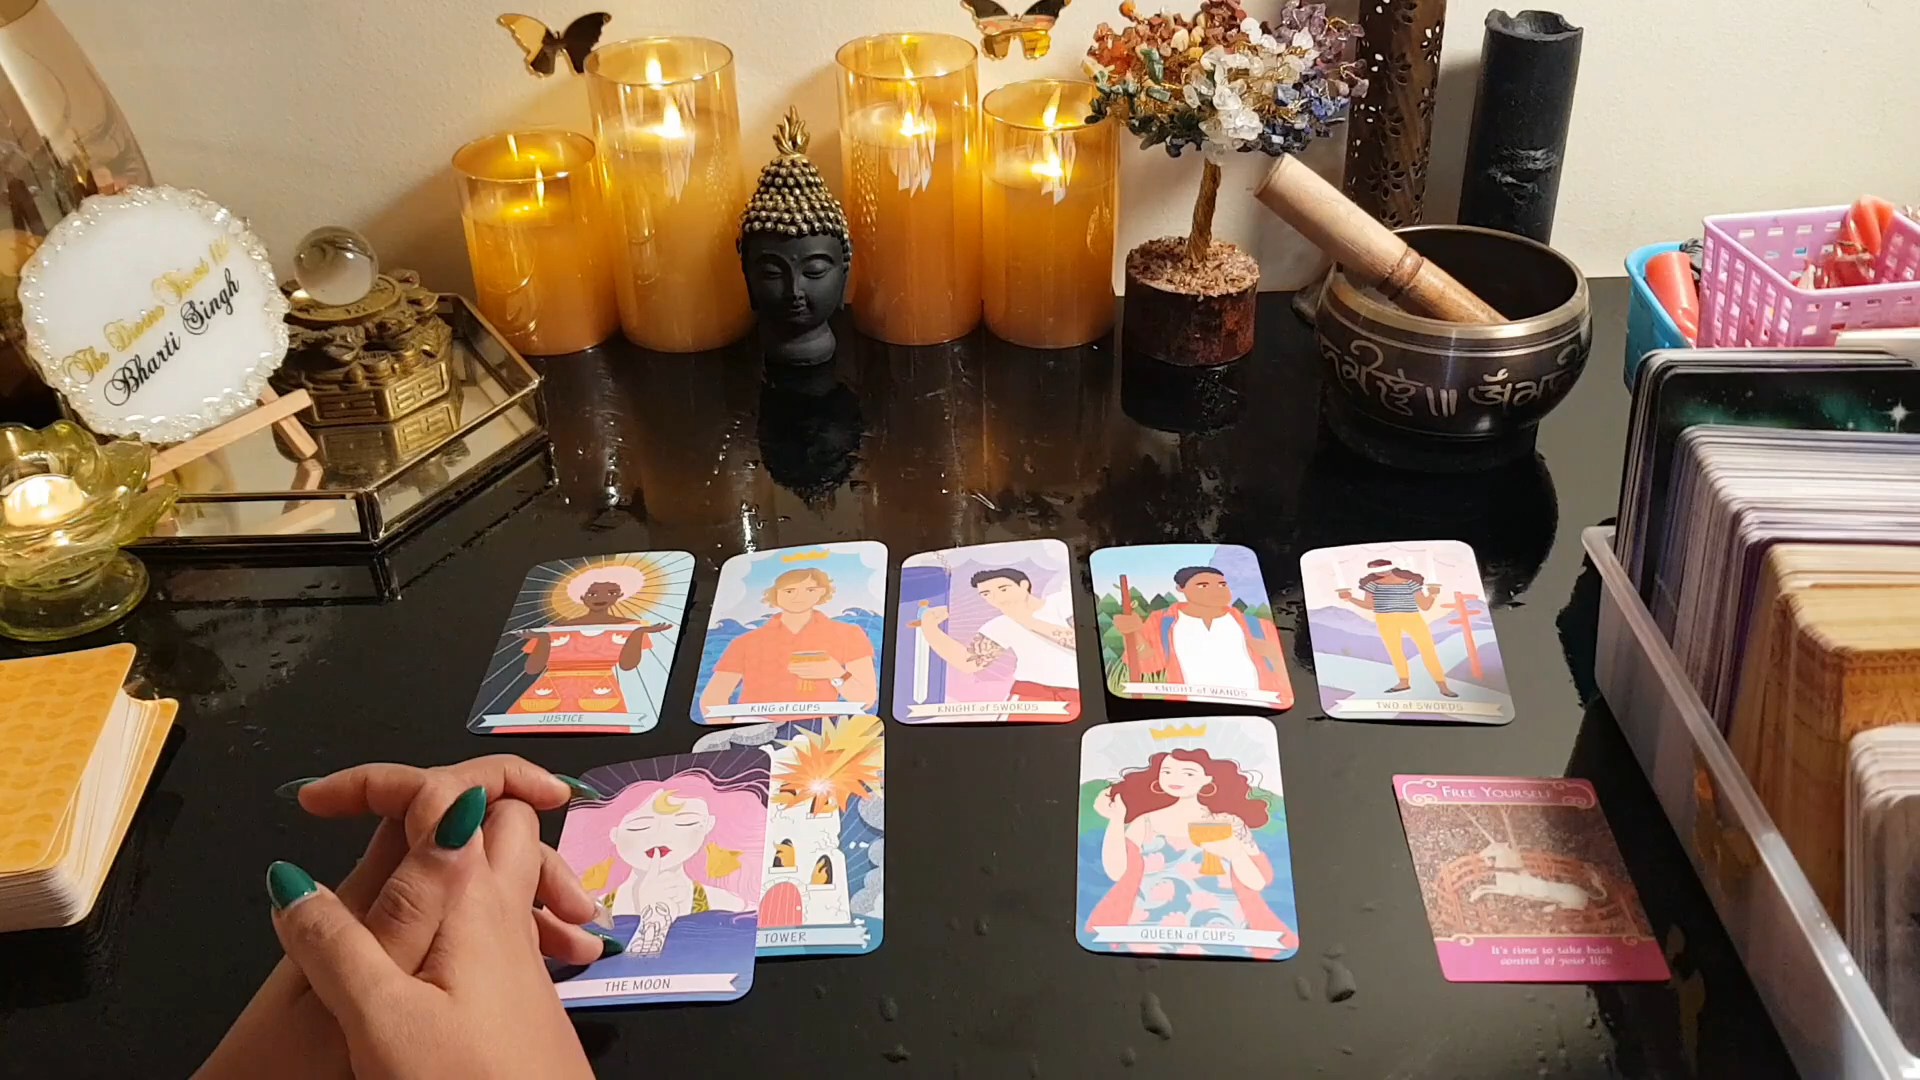 The Divine Tarot
Bharti Singh
JUSTICE
KING of CUPS
KNIGHT of SWORDS
KNIGHT of WANDS
TWO of SWORDS
THE MOON
TOWER
QUEEN of CUPS
FREE YOURSELF
It's time to take back
control of your life.